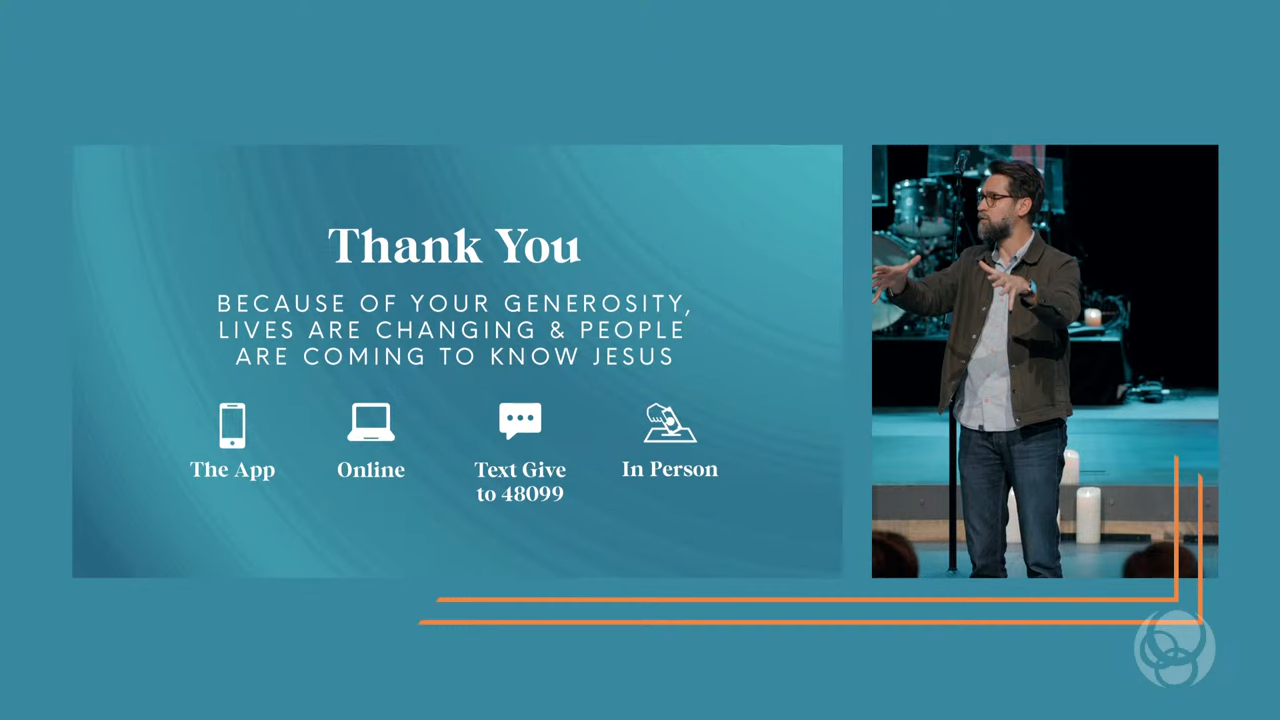 Thank You
BECAUSE OF YOUR GENEROSITY,
LIVES ARE CHANGING & PEOPLE
ARE COMING TO KNOW JESUS
The App
Online
Text Give
to 48099
In Person